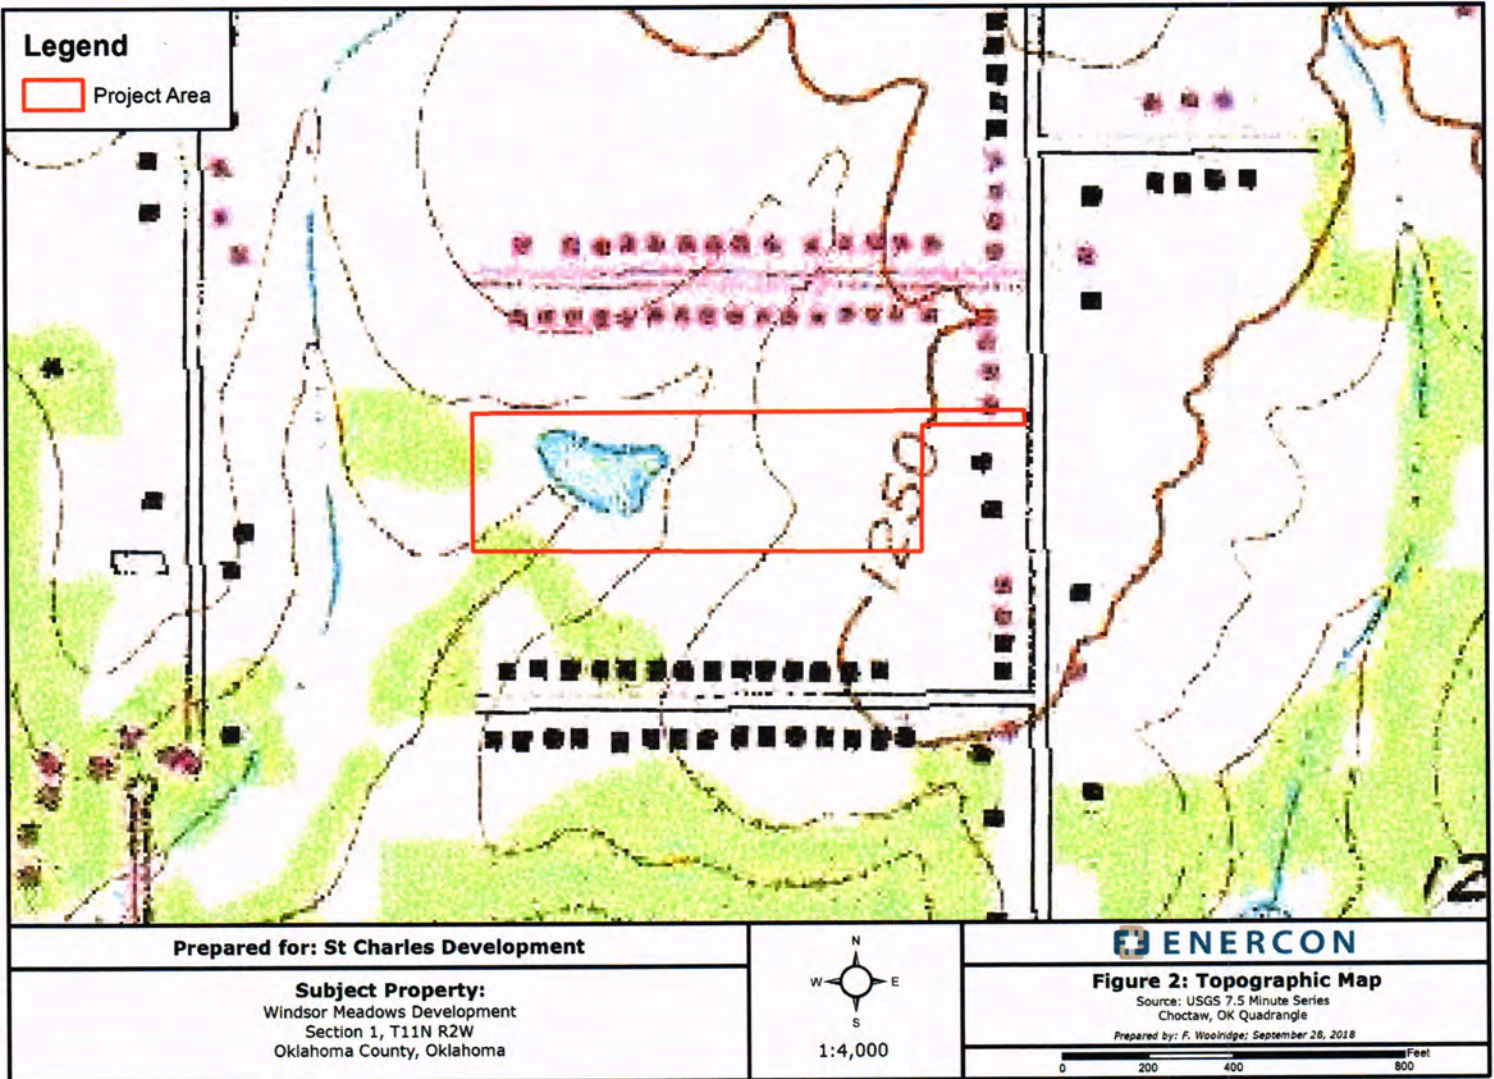 Legend
Project Area
1250
12
Prepared for: St Charles Development
Subject Property:
Windsor Meadows Development
Section 1, T11N R2W
Oklahoma County, Oklahoma
N
W E
S
1:4,000
ENERCON
Figure 2: Topographic Map
Source: USGS 7.5 Minute Series
Choctaw, OK Quadrangle
Prepared by: F. Woolridge; September 26, 2018
Feet
0 200 400 800